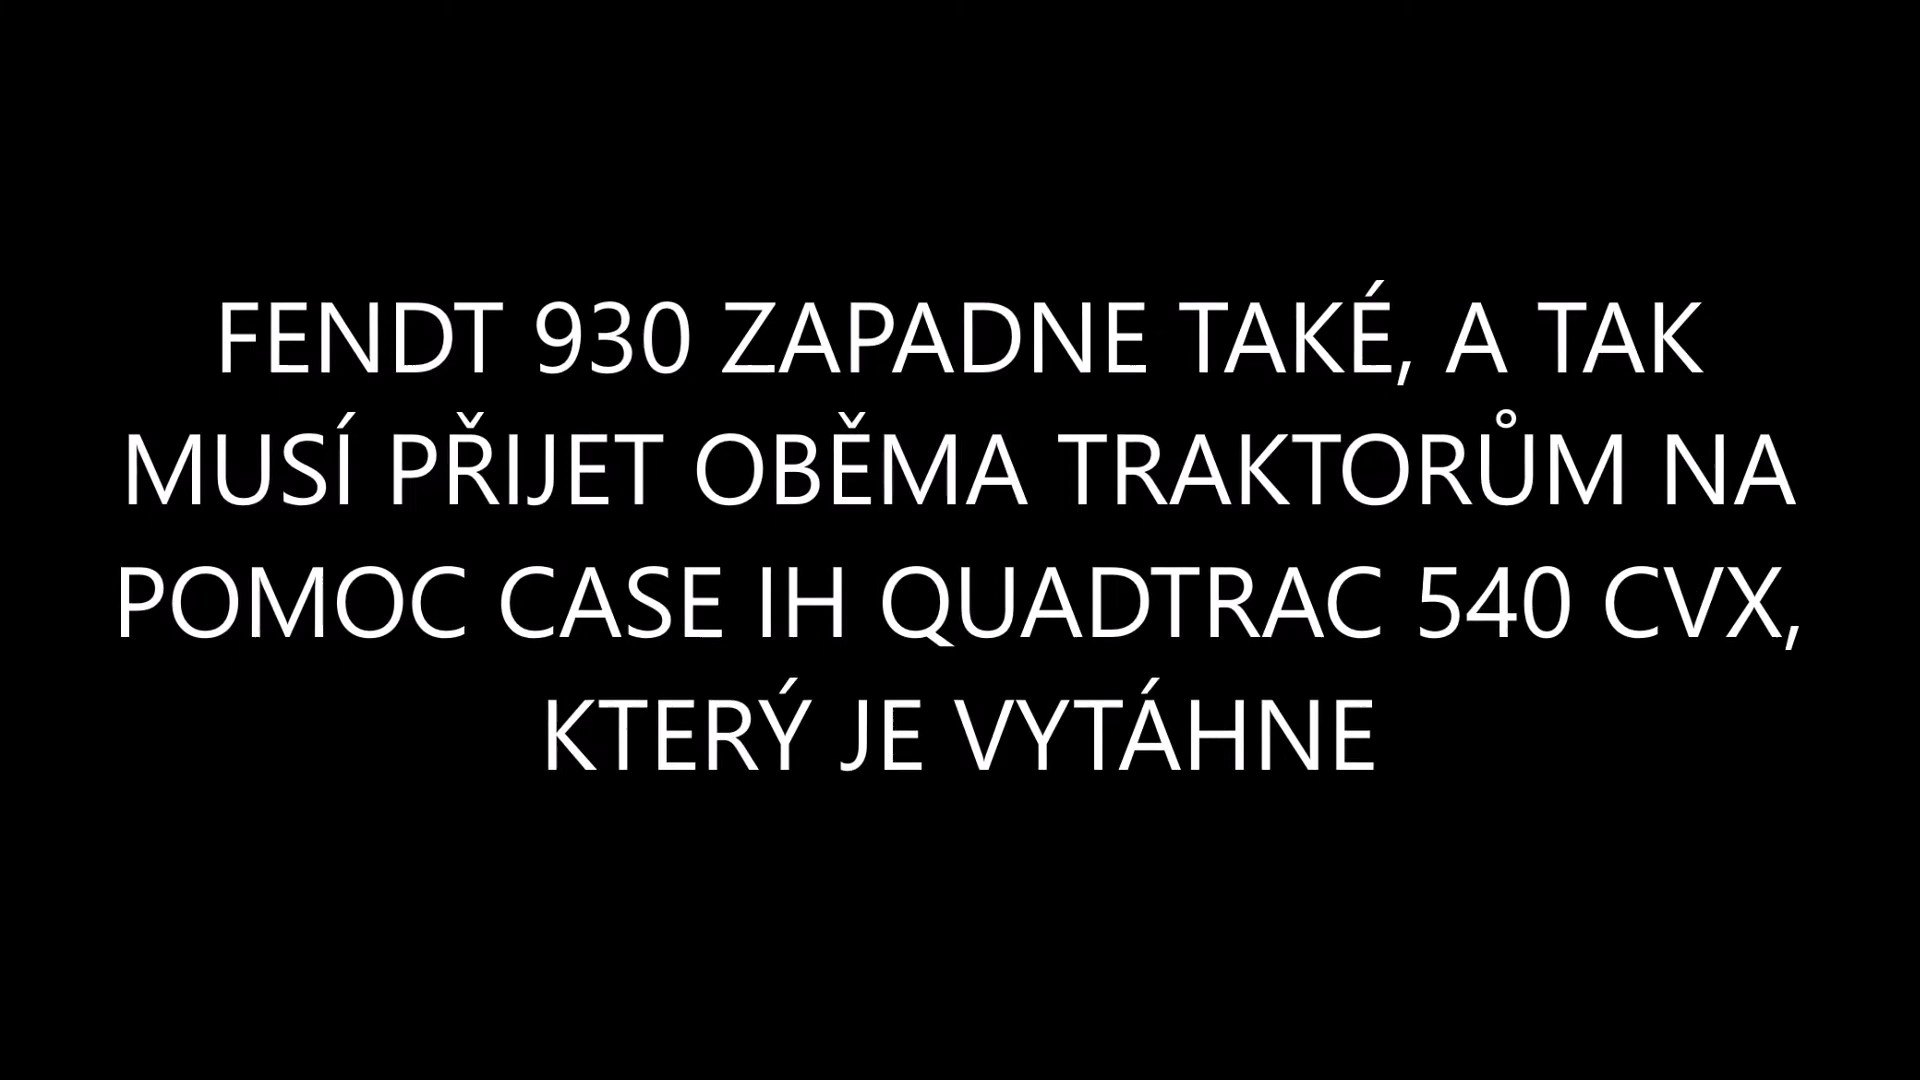 FENDT 930 ZAPADNE TAKÉ, A TAK
MUSÍ PŘIJET OBĚMA TRAKTORŮM NA
POMOC CASE IH QUADTRAC 540 CVX,
KTERÝ JE VYTÁHNE